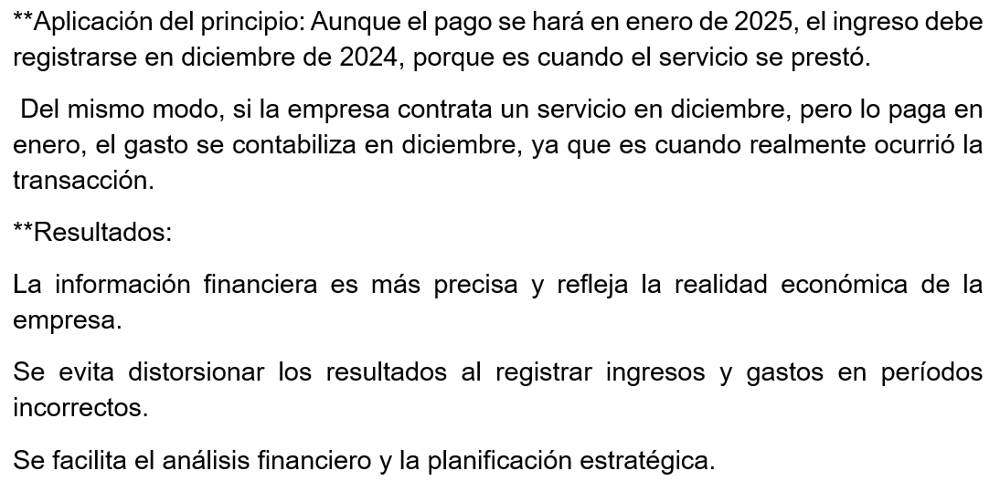 **Aplicación del principio: Aunque el pago se hará en enero de 2025, el ingreso debe
registrarse en diciembre de 2024, porque es cuando el servicio se prestó.
Del mismo modo, si la empresa contrata un servicio en diciembre, pero lo paga en
enero, el gasto se contabiliza en diciembre, ya que es cuando realmente ocurrió la
transacción.
**Resultados:
La información financiera es más precisa y refleja la realidad económica de la
empresa.
Se evita distorsionar los resultados al registrar ingresos y gastos en períodos
incorrectos.
Se facilita el análisis financiero y la planificación estratégica.